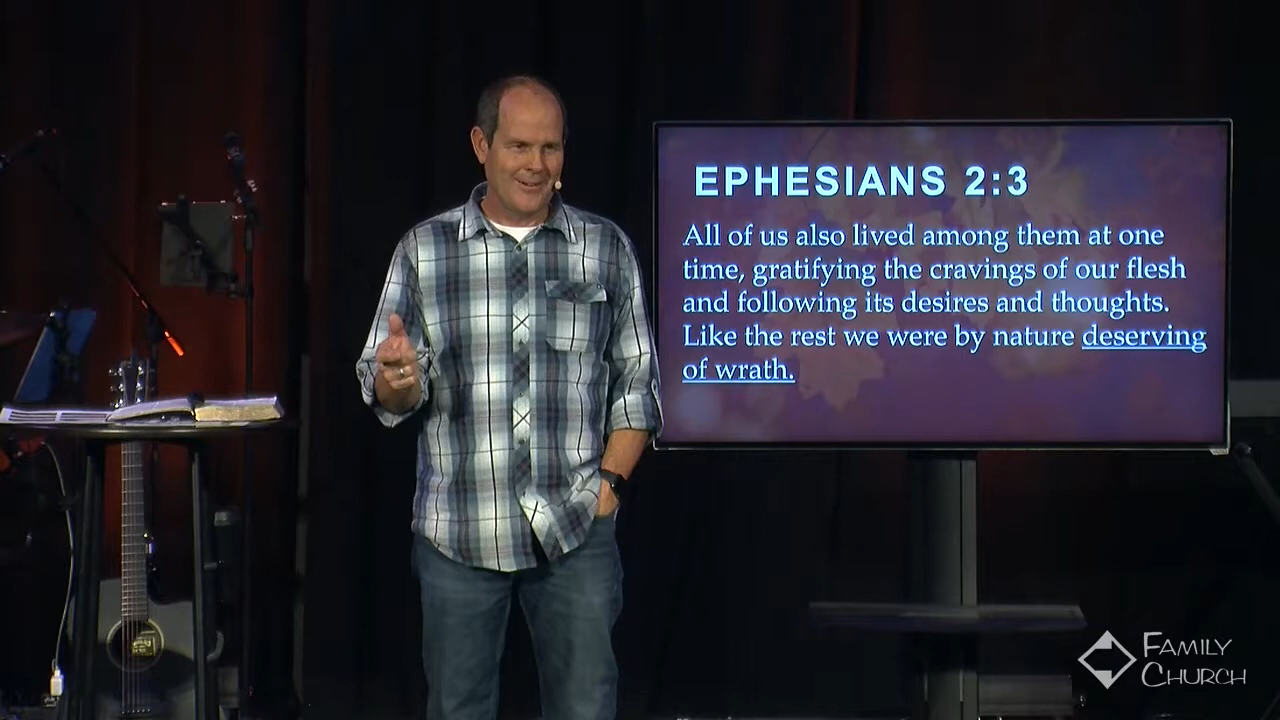 EPHESIANS 2:3
All of us also lived among them at one
time, gratifying the cravings of our flesh
and following its desires and thoughts.
Like the rest we were by nature deserving
of wrath.
FAMILY
CHURCH